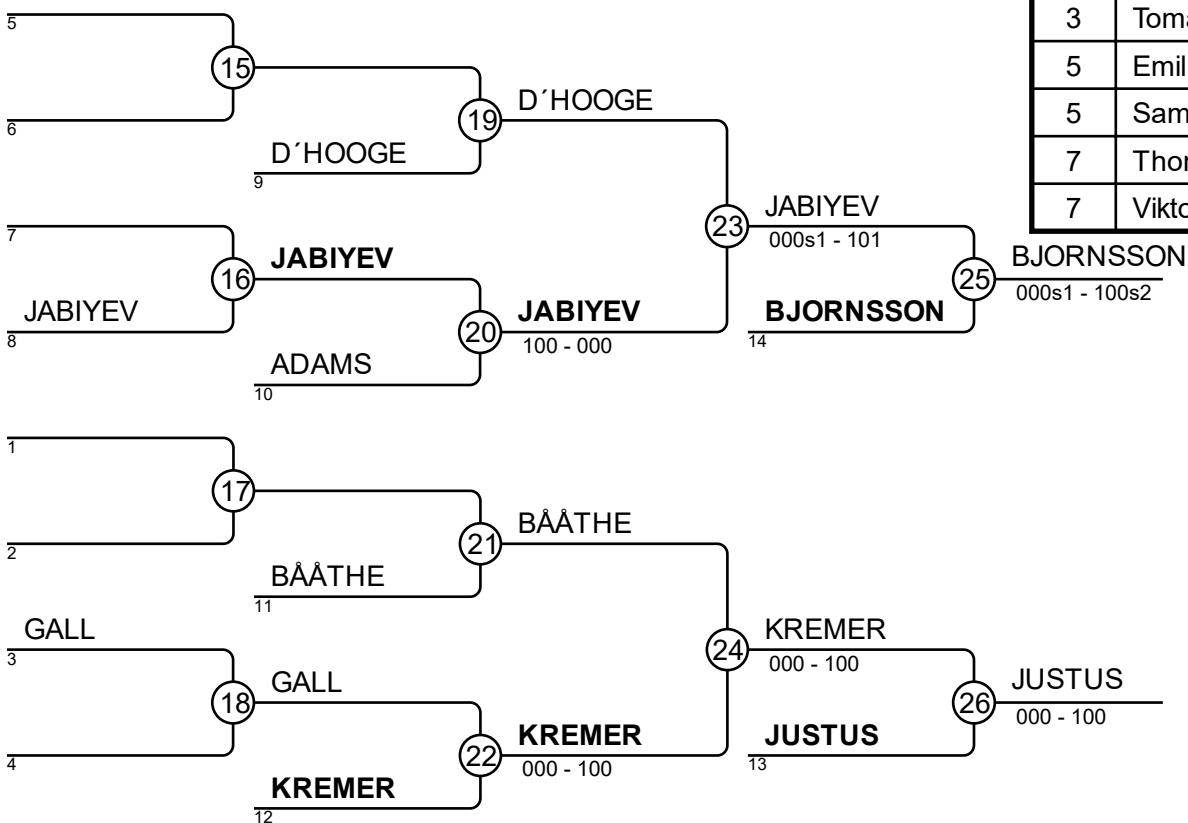 5
15
6
D´HOOGE
9
19
D´HOOGE
7
16
JABIYEV
JABIYEV
8
ADAMS
10
20
JABIYEV
100 - 000
23
JABIYEV
000s1 - 101
BJORNSSON
14
25
BJORNSSON
000s1 - 100s2
1
17
2
BÅÅTHE
11
21
BÅÅTHE
GALL
3
18
GALL
4
KREMER
12
22
KREMER
000 - 100
24
KREMER
000 - 100
JUSTUS
13
26
JUSTUS
000 - 100
3
5 Emil
5
7
7